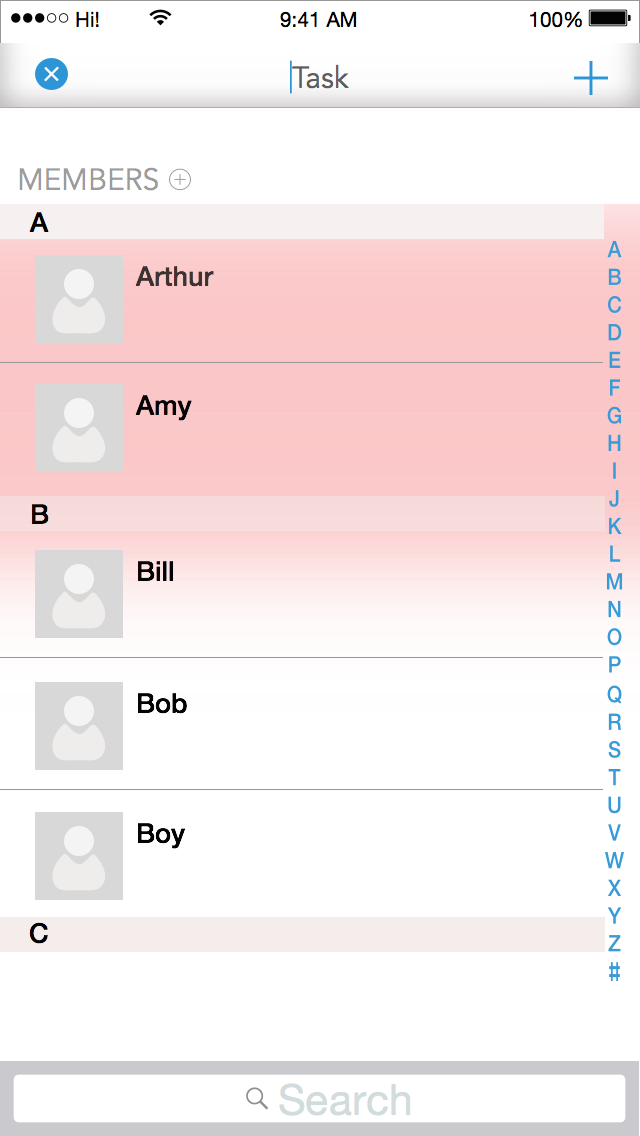 Hi! 9:41 AM 100%
Task
MEMBERS
A
Arthur
Amy
B
Bill
Bob
Boy
C
A
B
C
D
E
F
G
H
I
J
K
L
M
N
O
P
Q
R
S
T
U
V
W
X
Y
Z
#
Search